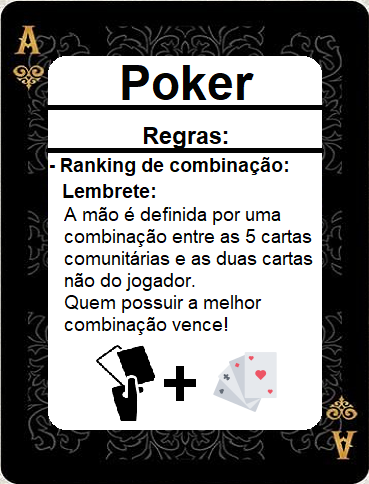 A
Poker
Regras:
- Ranking de combinação:
Lembrete:
A mão é definida por uma
combinação entre as 5 cartas
comunitárias e as duas cartas
não do jogador.
Quem possuir a melhor
combinação vence!
+
A